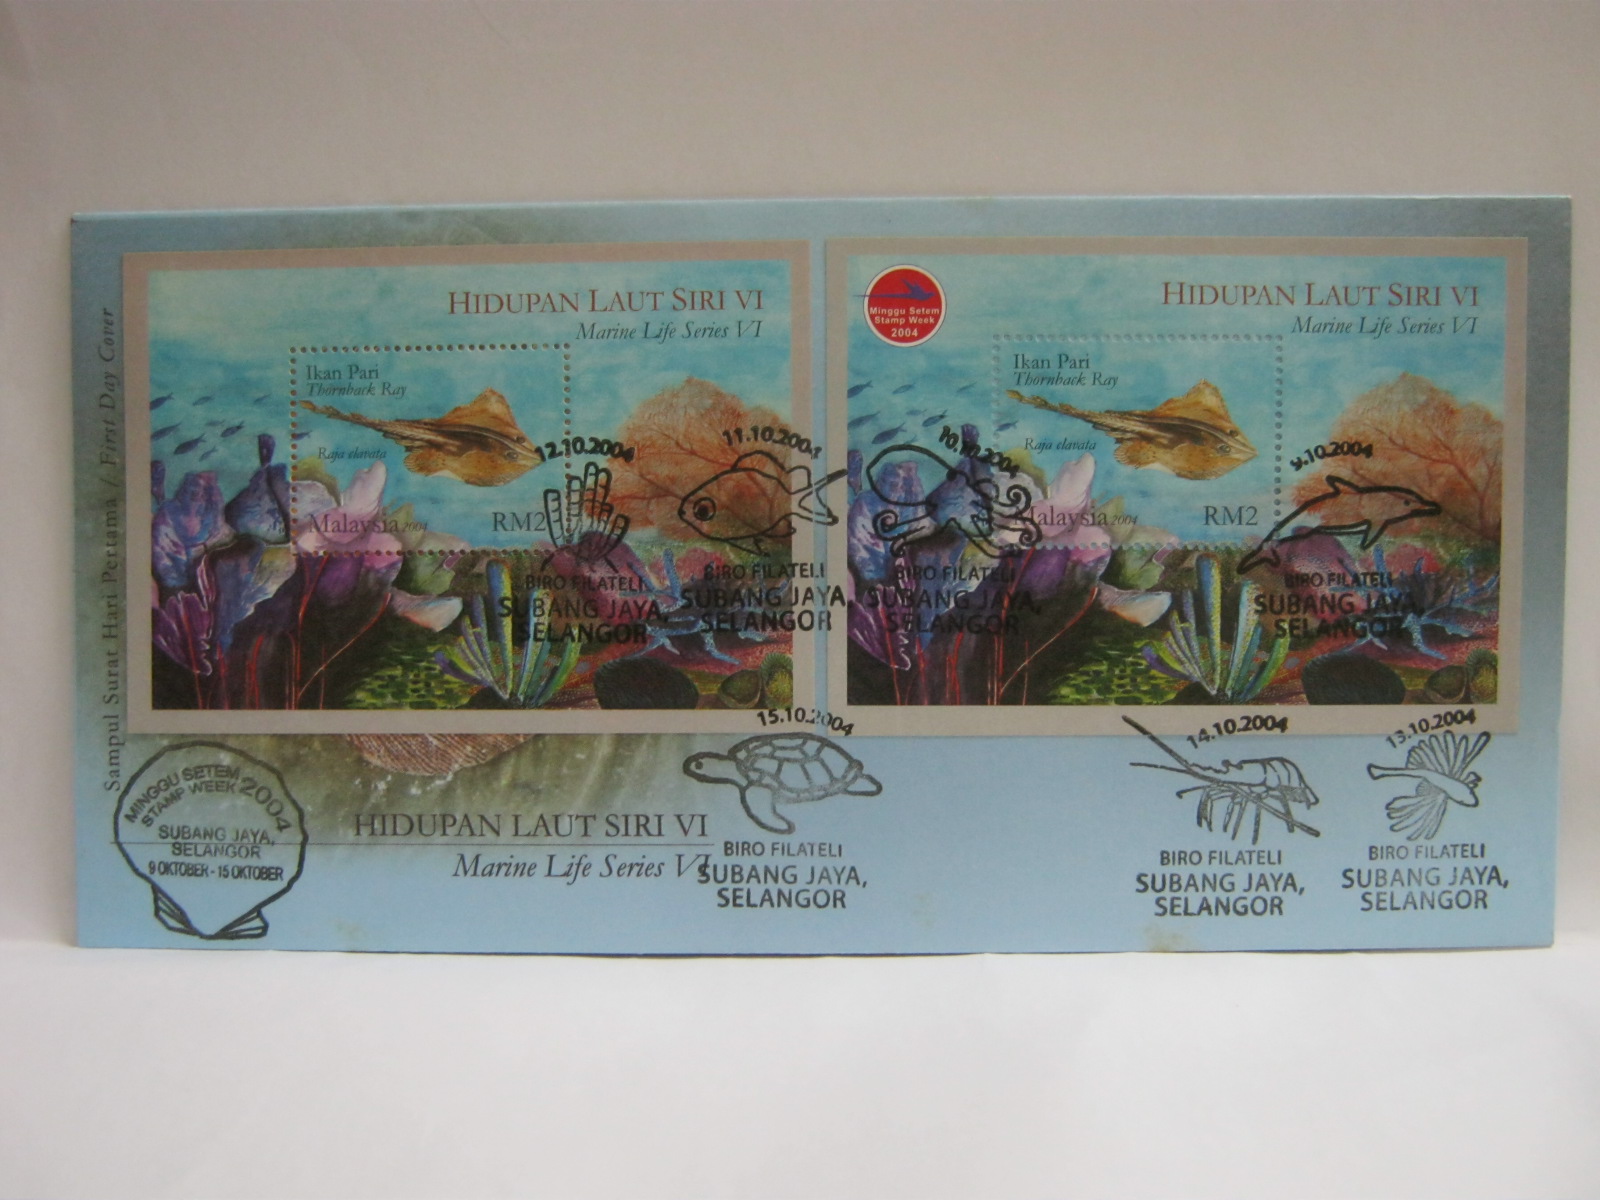 Sampul Surat Hari Pertama / First Day Cover
HIDUPAN LAUT SIRI VI
Marine Life Series VI
Ikan Pari
Thornback Ray
Raja elavata
Malaysia 2004
RM2
Minggu Setem
Stamp Week
2004
HIDUPAN LAUT SIRI VI
Marine Life Series VI
Ikan Pari
Thornback Ray
Raja elavata
Malaysia 2004
RM2
12.10.2004
BIRO FILATELI
SUBANG JAYA,
SELANGOR
11.10.2004
BIRO FILATELI
SUBANG JAYA,
SELANGOR
10.10.2004
BIRO FILATELI
SUBANG JAYA,
SELANGOR
9.10.2004
BIRO FILATELI
SUBANG JAYA,
SELANGOR
MINGGU SETEM 2004
STAMP WEEK
SUBANG JAYA,
SELANGOR
9 OKTOBER - 15 OKTOBER
HIDUPAN LAUT SIRI VI
Marine Life Series VI
15.10.2004
BIRO FILATELI
SUBANG JAYA,
SELANGOR
14.10.2004
BIRO FILATELI
SUBANG JAYA,
SELANGOR
13.10.2004
BIRO FILATELI
SUBANG JAYA,
SELANGOR